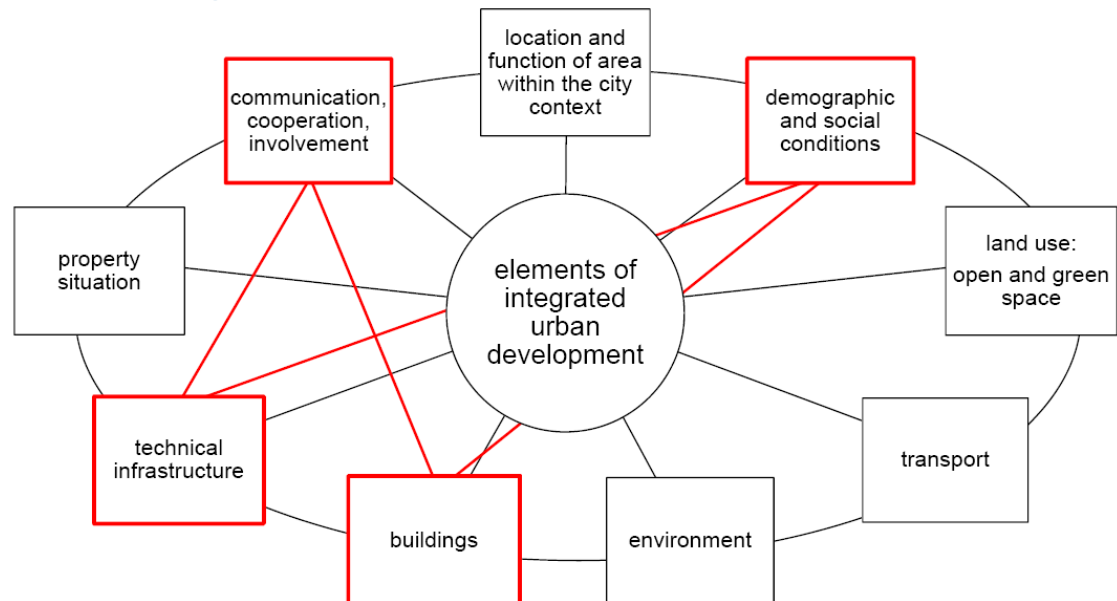 location and
function of area
within the city
context
communication,
cooperation,
involvement
demographic
and social
conditions
property
situation
elements of
integrated
urban
development
land use:
open and green
space
technical
infrastructure
buildings
environment
transport